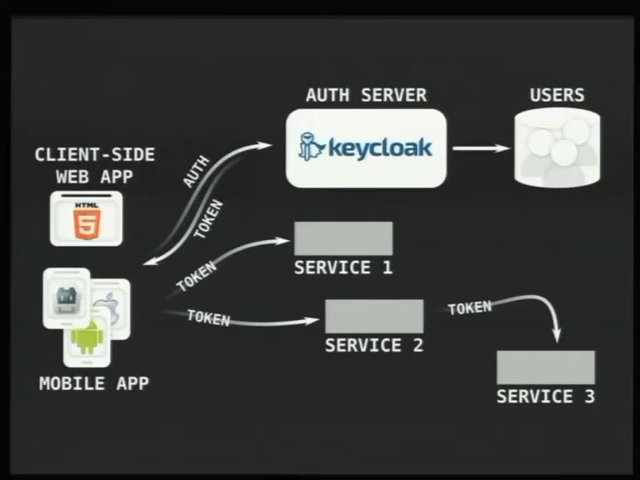 AUTH SERVER
USERS
keycloak
CLIENT-SIDE
WEB APP
HTML
5
AUTH
TOKEN
TOKEN
SERVICE 1
TOKEN
SERVICE 2
TOKEN
SERVICE 3
MOBILE APP